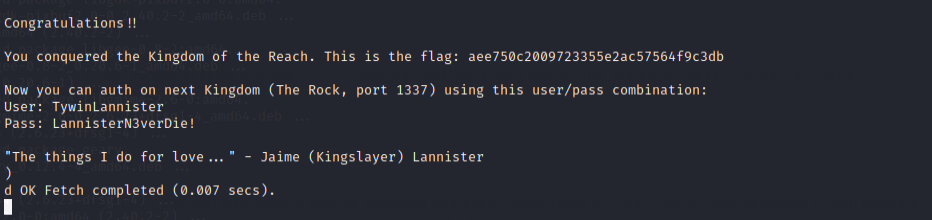 Congratulations!!
You conquered the Kingdom of the Reach. This is the flag: aee750c2009723355e2ac57564f9c3db
Now you can auth on next Kingdom (The Rock, port 1337) using this user/pass combination:
User: TywinLannister
Pass: LannisterN3verDie!
"The things I do for love..." - Jaime (Kingslayer) Lannister
)
d OK Fetch completed (0.007 secs).